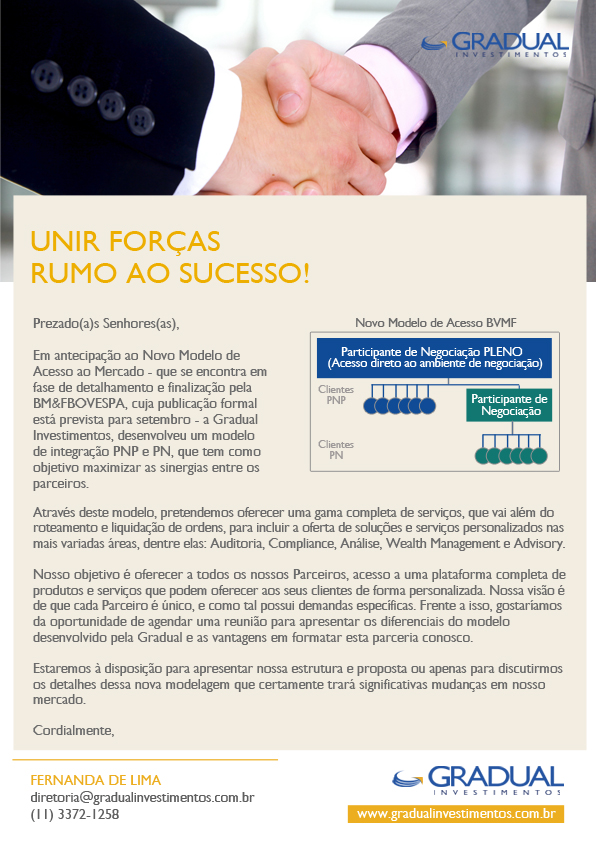 GRADUAL
INVESTIMENTOS
UNIR FORÇAS
RUMO AO SUCESSO!
Prezado(a)s Senhores(as),
Em antecipação ao Novo Modelo de
Acesso ao Mercado - que se encontra em
fase de detalhamento e finalização pela
BM&FBOVESPA, cuja publicação formal
está prevista para setembro - a Gradual
Investimentos, desenvolveu um modelo
de integração PNP e PN, que tem como
objetivo maximizar as sinergias entre os
parceiros.
Novo Modelo de Acesso BVMF
Participante de Negociação PLENO
(Acesso direto ao ambiente de negociação)
Clientes
PNP
Participante de
Negociação
Clientes
PN
Através deste modelo, pretendemos oferecer uma gama completa de serviços, que vai além do
roteamento e liquidação de ordens, para incluir a oferta de soluções e serviços personalizados nas
mais variadas áreas, dentre elas: Auditoria, Compliance, Análise, Wealth Management e Advisory.
Nosso objetivo é oferecer a todos os nossos Parceiros, acesso a uma plataforma completa de
produtos e serviços que podem oferecer aos seus clientes de forma personalizada. Nossa visão é
de que cada Parceiro é único, e como tal possui demandas específicas. Frente a isso, gostaríamos
da oportunidade de agendar uma reunião para apresentar os diferenciais do modelo
desenvolvido pela Gradual e as vantagens em formatar esta parceria conosco.
Estaremos à disposição para apresentar nossa estrutura e proposta ou apenas para discutirmos
os detalhes dessa nova modelagem que certamente trará significativas mudanças em nosso
mercado.
Cordialmente,
FERNANDA DE LIMA
diretoria@gradualinvestimentos.com.br
(11) 3372-1258
GRADUAL
INVESTIMENTOS
www.gradualinvestimentos.com.br